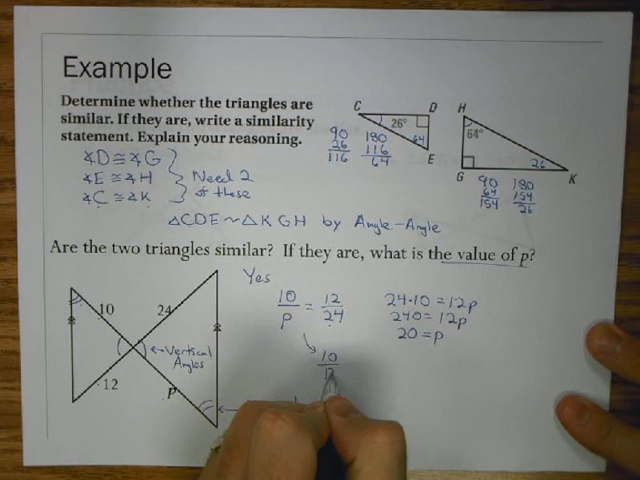 Example
Determine whether the triangles are
similar. If they are, write a similarity
statement. Explain your reasoning.
C D
26°
64
E
90
26
116
180
116
64
H
64°
G
26
K
90
64
154
180
154
26
∡D ≅ ∡G
∡E ≅ ∡H
∡C ≅ ∡K
Need 2
of these
△CDE ~ △KGH by Angle-Angle
Are the two triangles similar? If they are, what is the value of p?
Yes
10
24
12
P
←Vertical
Angles
10/P = 12/24
24·10 = 12p
240 = 12p
20 = p
10